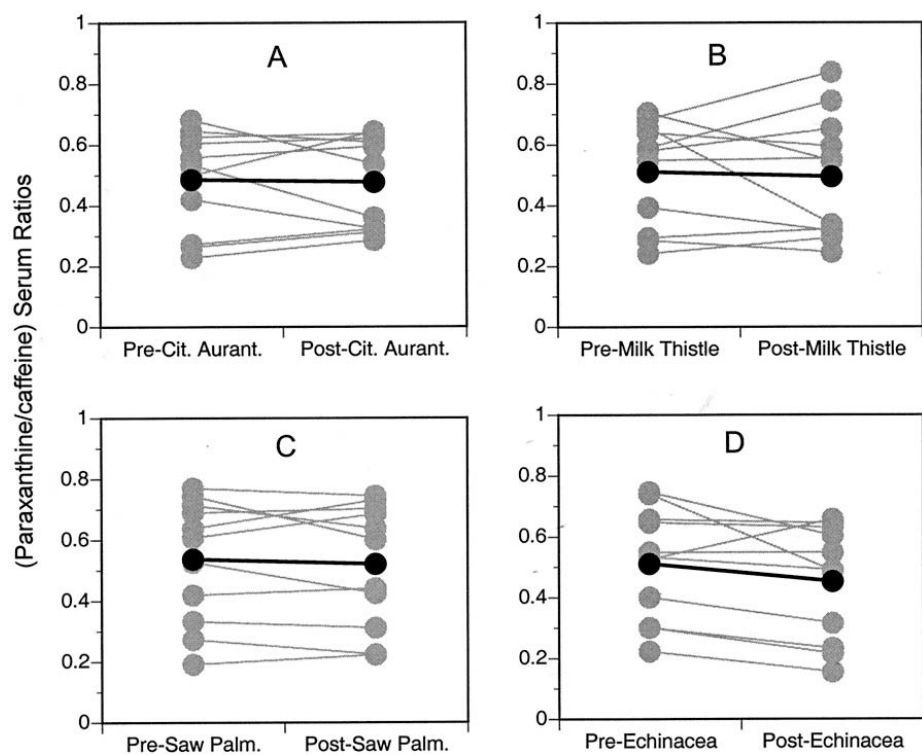 (Paraxanthine/caffeine) Serum Ratios
A
1
0.8
0.6
0.4
0.2
0
Pre-Cit. Aurant. Post-Cit. Aurant.
B
1
0.8
0.6
0.4
0.2
0
Pre-Milk Thistle Post-Milk Thistle
C
1
0.8
0.6
0.4
0.2
0
Pre-Saw Palm. Post-Saw Palm.
D
1
0.8
0.6
0.4
0.2
0
Pre-Echinacea Post-Echinacea